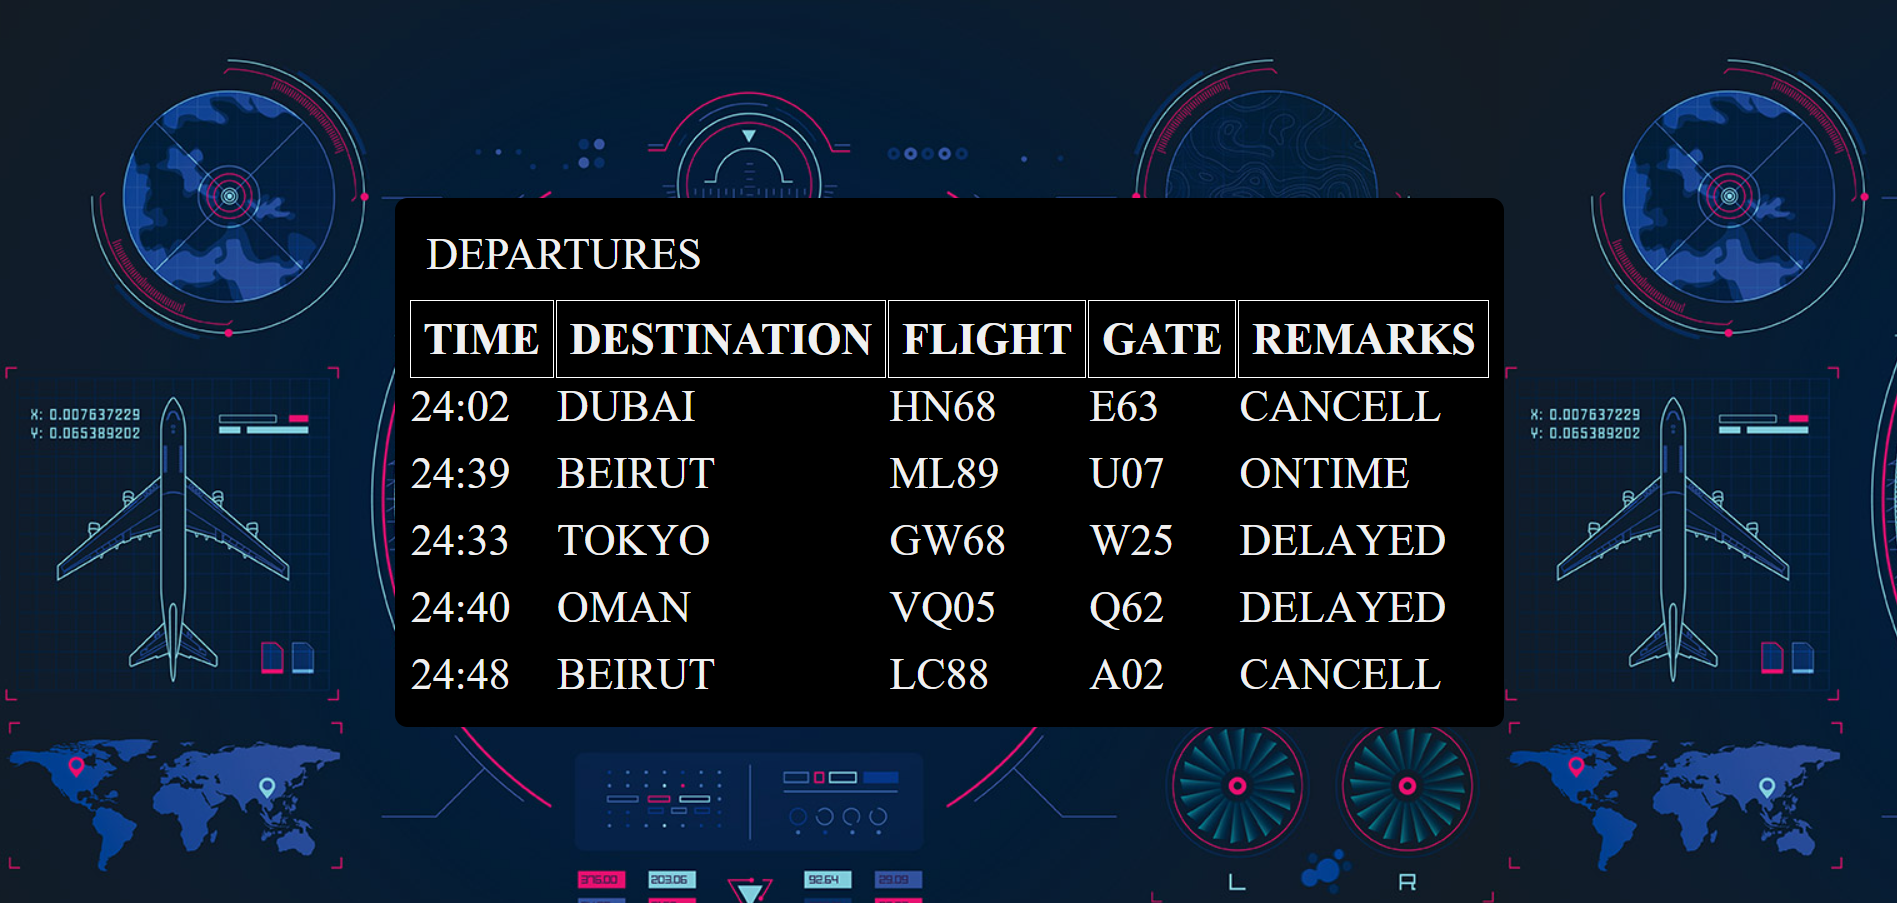 DEPARTURES
TIME DESTINATION FLIGHT GATE REMARKS
24:02 DUBAI HN68 E63 CANCELL
24:39 BEIRUT ML89 U07 ONTIME
24:33 TOKYO GW68 W25 DELAYED
24:40 OMAN VQ05 Q62 DELAYED
24:48 BEIRUT LC88 A02 CANCELL
X: 0.007637229
Y: 0.065389202
X: 0.007637229
Y: 0.065389202
376.00 203.06 92.64 29.09
L R